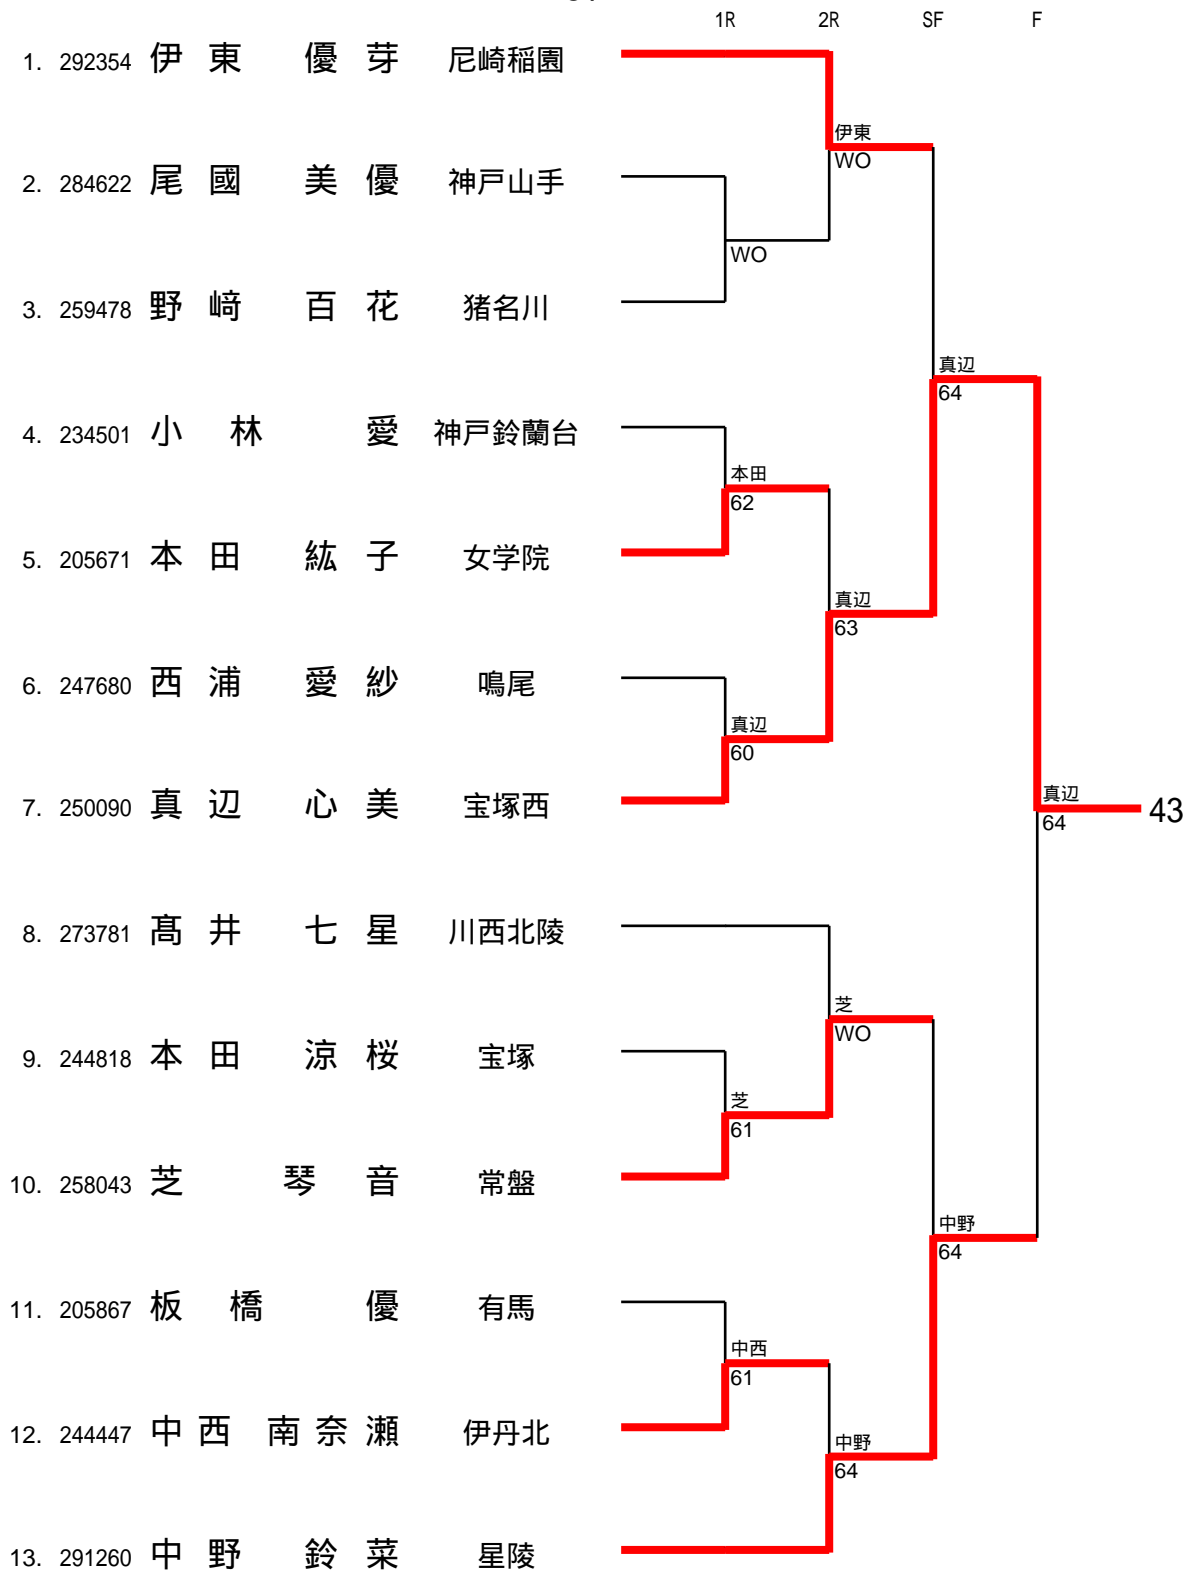 1R 2R SF F
1. 292354 伊東 優芽 尼崎稲園
伊東
WO
2. 284622 尾國 美優 神戸山手
WO
3. 259478 野﨑 百花 猪名川
真辺
64
4. 234501 小林 愛 神戸鈴蘭台
本田
62
5. 205671 本田 紘子 女学院
真辺
63
6. 247680 西浦 愛紗 鳴尾
真辺
60
7. 250090 真辺 心美 宝塚西
真辺
64
43
8. 273781 髙井 七星 川西北陵
芝
WO
9. 244818 本田 涼桜 宝塚
芝
61
10. 258043 芝 琴音 常盤
中野
64
11. 205867 板橋 優 有馬
中西
61
12. 244447 中西 南奈瀬 伊丹北
中野
64
13. 291260 中野 鈴菜 星陵